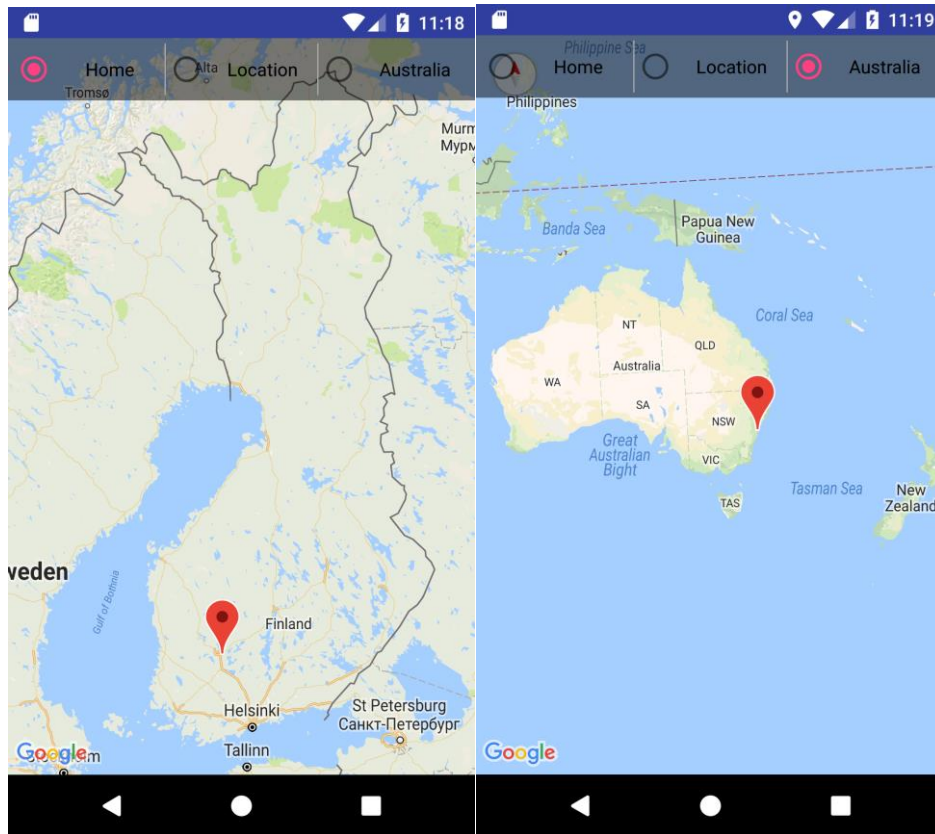 11:18
Home
Location
Australia
Alta
Tromsø
Murm
Мурм
weden
Gulf of Bothnia
Finland
Helsinki
St Petersburg
Санкт-Петербург
Tallinn
Google
11:19
Philippine Sea
Home
Location
Australia
Philippines
Papua New
Guinea
Banda Sea
Coral Sea
NT
QLD
Australia
WA
SA
NSW
Great
Australian
Bight
VIC
Tasman Sea
TAS
New
Zealand
Google